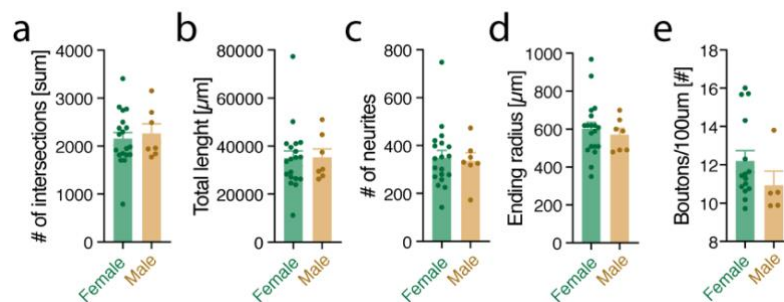 a
# of intersections [sum]
4000
3000
2000
1000
0
Female
Male
b
Total lenght [µm]
80000
60000
40000
20000
0
Female
Male
c
# of neurites
800
600
400
200
0
Female
Male
d
Ending radius [µm]
1000
800
600
400
200
0
Female
Male
e
Boutons/100um [#]
18
16
14
12
10
8
Female
Male